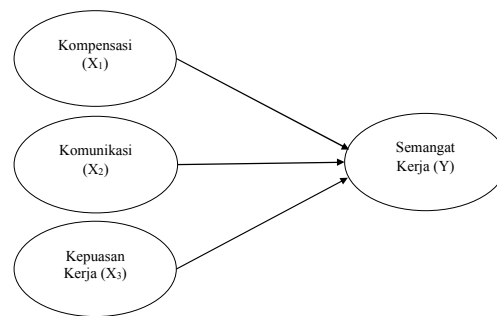 Kompensasi
(X₁)
Komunikasi
(X₂)
Semangat
Kerja (Y)
Kepuasan
Kerja (X₃)